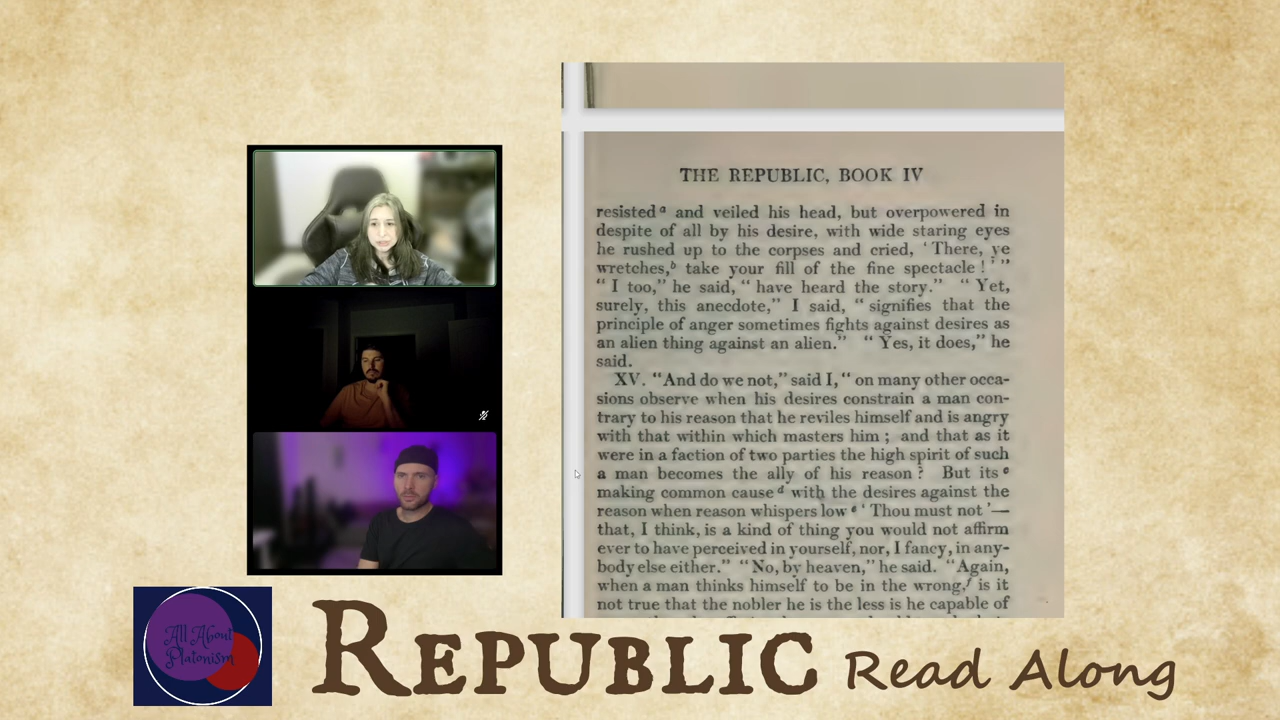 THE REPUBLIC, BOOK IV
resisted ᵃ and veiled his head, but overpowered in
despite of all by his desire, with wide staring eyes
he rushed up to the corpses and cried, ‘ There, ye
wretches,ᵇ take your fill of the fine spectacle ! ’ ”
“ I too,” he said, “ have heard the story.” “ Yet,
surely, this anecdote,” I said, “ signifies that the
principle of anger sometimes fights against desires as
an alien thing against an alien.” “ Yes, it does,” he
said.
XV. “And do we not,” said I, “ on many other occa-
sions observe when his desires constrain a man con-
trary to his reason that he reviles himself and is angry
with that within which masters him ; and that as it
were in a faction of two parties the high spirit of such
a man becomes the ally of his reason ? But its ᶜ
making common cause ᵈ with the desires against the
reason when reason whispers low ᵉ ‘ Thou must not ’—
that, I think, is a kind of thing you would not affirm
ever to have perceived in yourself, nor, I fancy, in any-
body else either.” “ No, by heaven,” he said. “Again,
when a man thinks himself to be in the wrong,ᶠ is it
not true that the nobler he is the less is he capable of
All About
Platonism
REPUBLIC Read Along